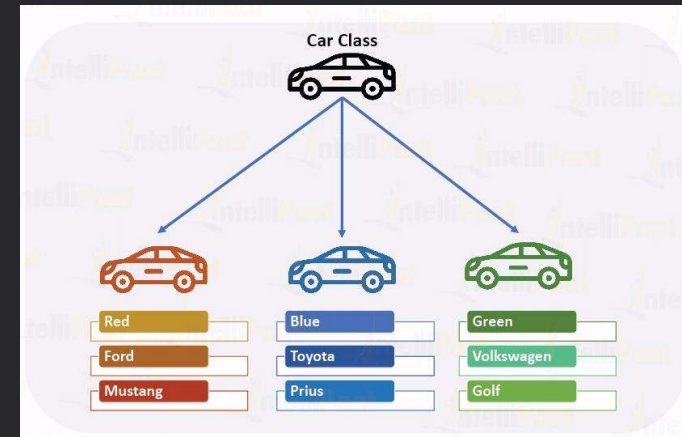 Car Class
Red
Ford
Mustang
Blue
Toyota
Prius
Green
Volkswagen
Golf